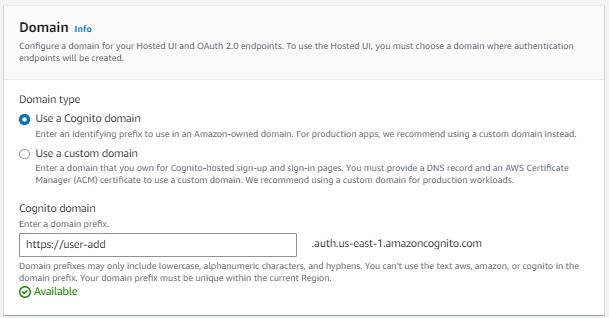 Domain Info
Configure a domain for your Hosted UI and OAuth 2.0 endpoints. To use the Hosted UI, you must choose a domain where authentication
endpoints will be created.
Domain type
Use a Cognito domain
Enter an identifying prefix to use in an Amazon-owned domain. For production apps, we recommend using a custom domain instead.
Use a custom domain
Enter a domain that you own for Cognito-hosted sign-up and sign-in pages. You must provide a DNS record and an AWS Certificate
Manager (ACM) certificate to use a custom domain. We recommend using a custom domain for production workloads.
Cognito domain
Enter a domain prefix.
https://user-add .auth.us-east-1.amazoncognito.com
Domain prefixes may only include lowercase, alphanumeric characters, and hyphens. You can't use the text aws, amazon, or cognito in the
domain prefix. Your domain prefix must be unique within the current Region.
Available